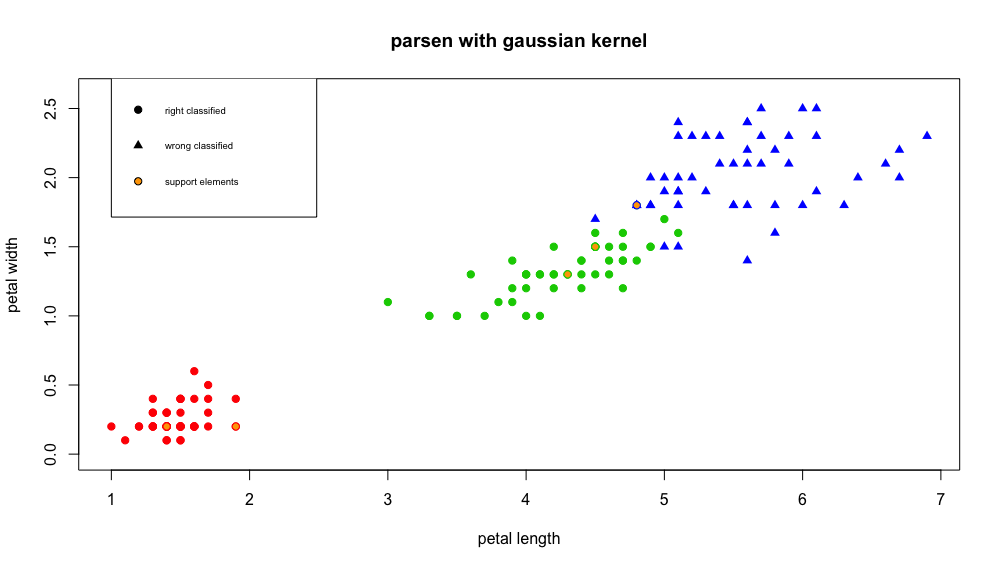 parsen with gaussian kernel
right classified
wrong classified
support elements
petal width
0.0 0.5 1.0 1.5 2.0 2.5
1 2 3 4 5 6 7
petal length